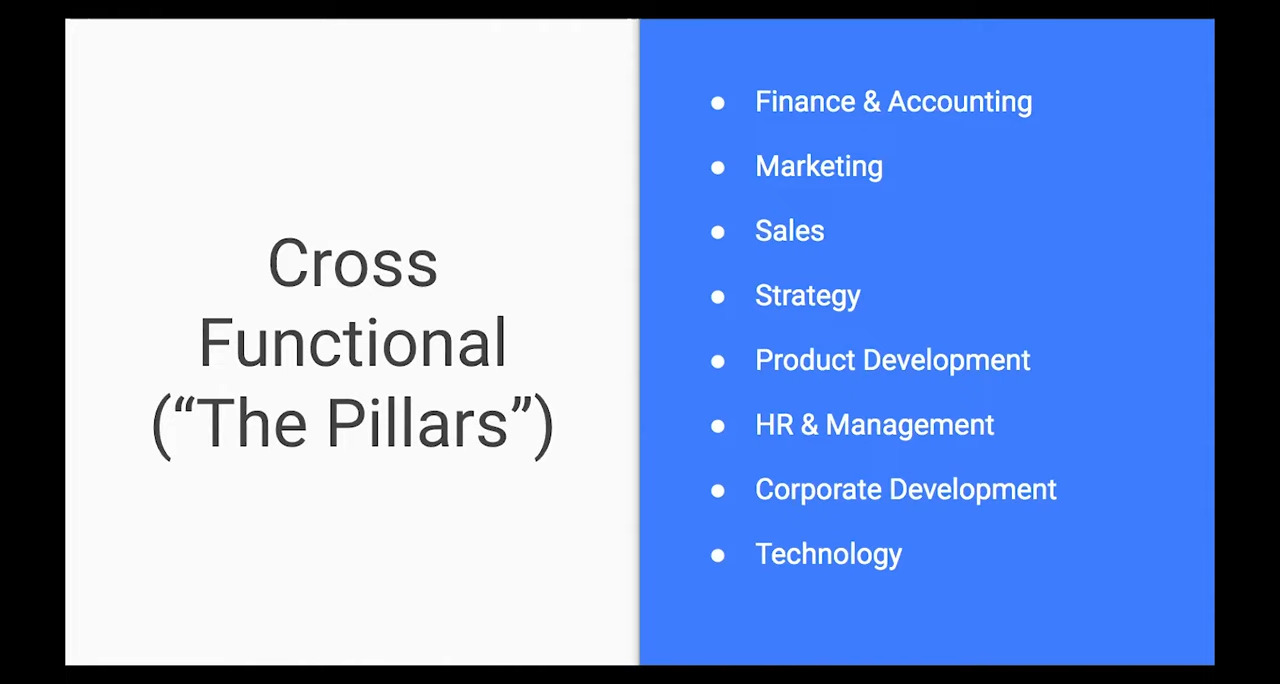 Cross
Functional
(“The Pillars”)
● Finance & Accounting
● Marketing
● Sales
● Strategy
● Product Development
● HR & Management
● Corporate Development
● Technology